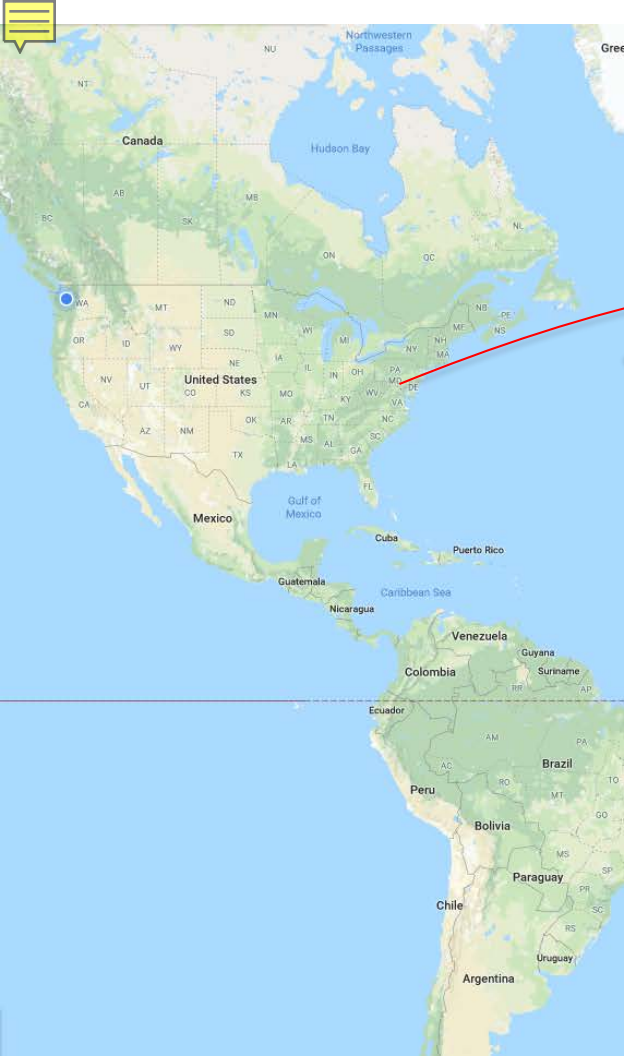 Northwestern
Passages
NU
Gree
NT
Canada
Hudson Bay
AB
MB
BC
SK
NL
ON
QC
WA
MT
ND
NB
PE
MN
ME
NS
SD
WI
OR
ID
MI
NH
WY
NY
MA
IA
NE
IL
IN
OH
PA
NV
UT
United States
MD
DE
CO
KS
MO
KY
WV
VA
CA
OK
AR
TN
NC
AZ
NM
MS
AL
SC
GA
TX
LA
FL
Gulf of
Mexico
Mexico
Cuba
Puerto Rico
Guatemala
Caribbean Sea
Nicaragua
Venezuela
Guyana
Colombia
Suriname
RR
AP
Ecuador
AM
PA
AC
Brazil
RO
TO
Peru
MT
GO
Bolivia
MS
SP
Paraguay
PR
Chile
SC
RS
Uruguay
Argentina